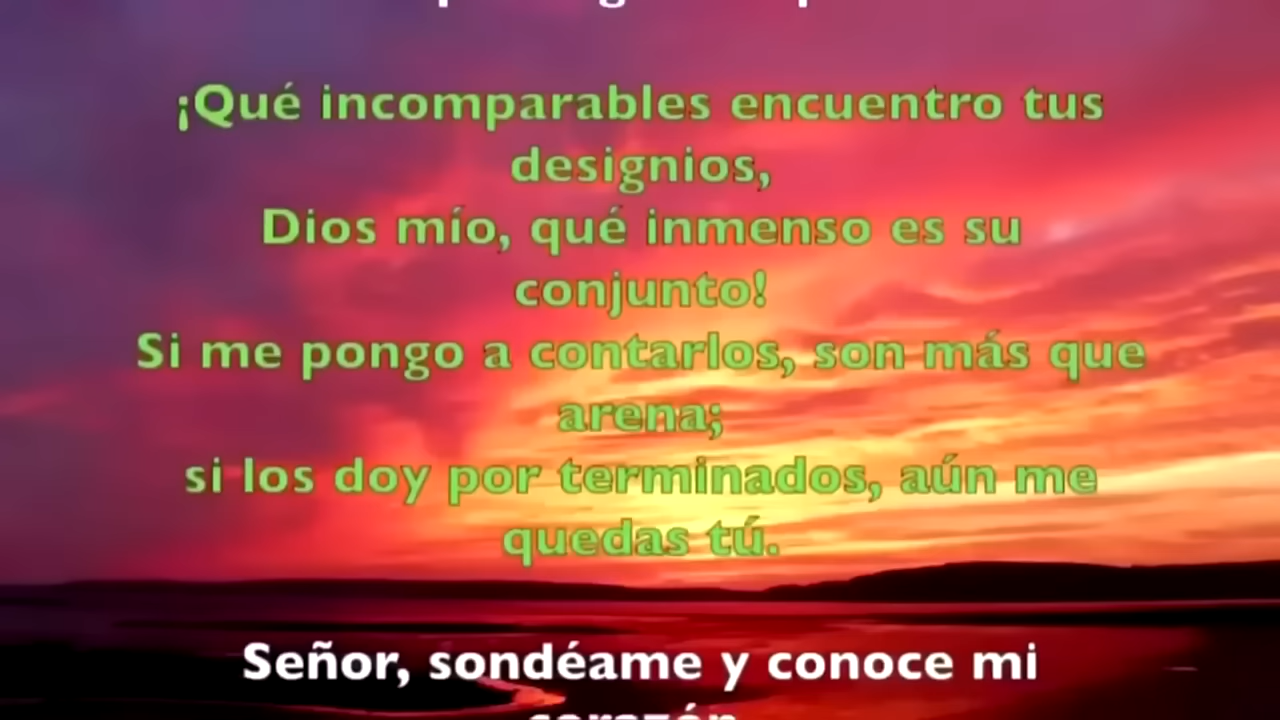 ¡Qué incomparables encuentro tus
designios,
Dios mío, qué inmenso es su
conjunto!
Si me pongo a contarlos, son más que
arena;
si los doy por terminados, aún me
quedas tú.
Señor, sondéame y conoce mi
corazón